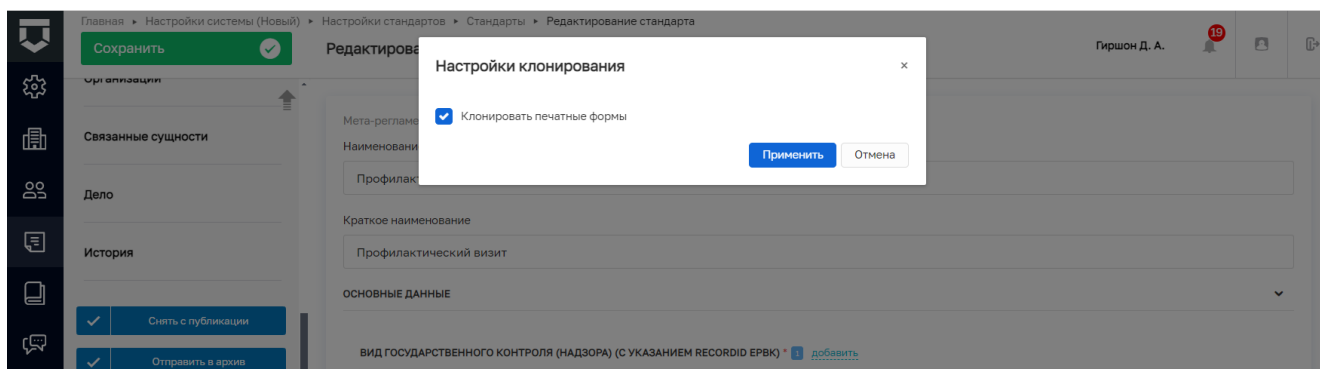 Главная ▸ Настройки системы (Новый) ▸ Настройки стандартов ▸ Стандарты ▸ Редактирование стандарта
Сохранить
Редактирова
Гиршон Д. А.
19
Настройки клонирования
×
Организации
Клонировать печатные формы
Мета-регламе
Связанные сущности
Наименовани
Применить
Отмена
Профилак
Дело
Краткое наименование
История
Профилактический визит
ОСНОВНЫЕ ДАННЫЕ
Снять с публикации
ВИД ГОСУДАРСТВЕННОГО КОНТРОЛЯ (НАДЗОРА) (С УКАЗАНИЕМ RECORDID ЕРВК) * 1 добавить
Отправить в архив